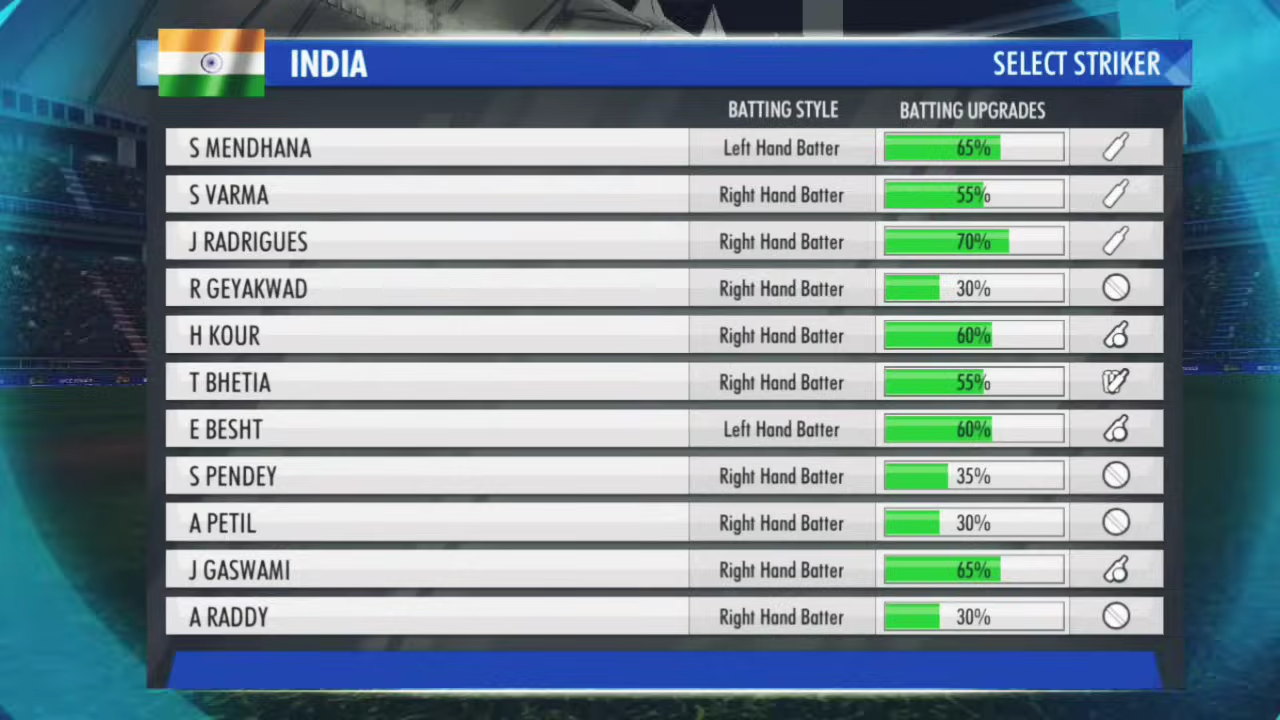 INDIA SELECT STRIKER
BATTING STYLE BATTING UPGRADES
S MENDHANA Left Hand Batter 65%
S VARMA Right Hand Batter 55%
J RADRIGUES Right Hand Batter 70%
R GEYAKWAD Right Hand Batter 30%
H KOUR Right Hand Batter 60%
T BHETIA Right Hand Batter 55%
E BESHT Left Hand Batter 60%
S PENDEY Right Hand Batter 35%
A PETIL Right Hand Batter 30%
J GASWAMI Right Hand Batter 65%
A RADDY Right Hand Batter 30%